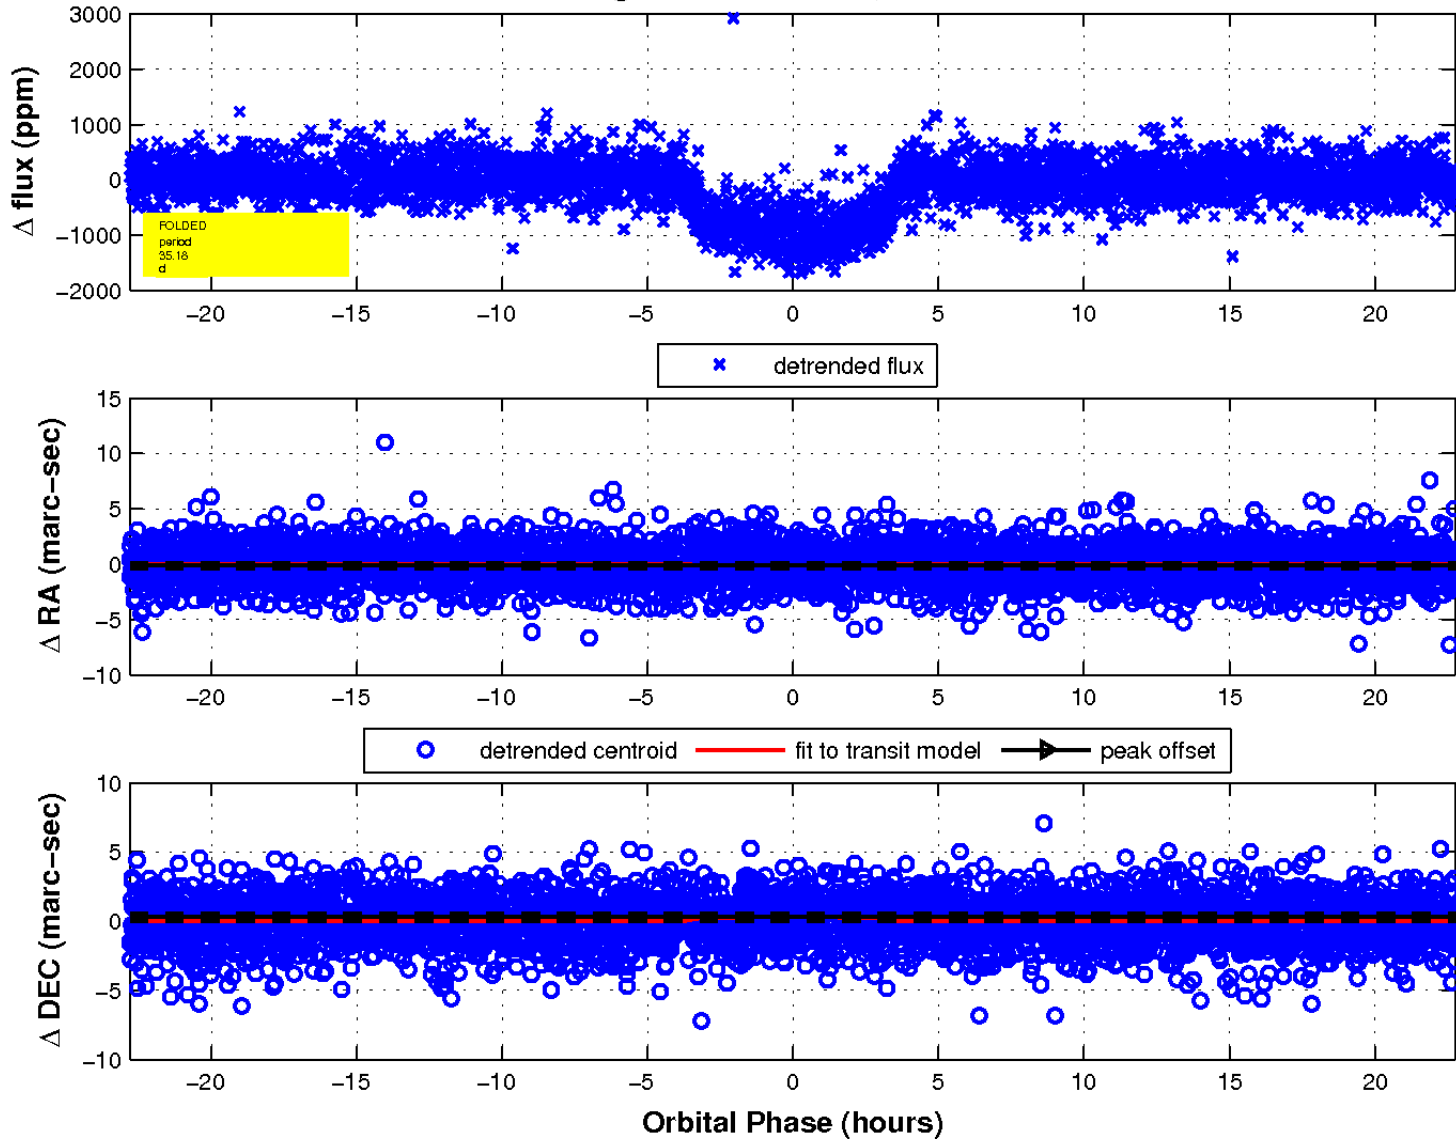 3000
2000
1000
0
−1000
−2000
Δ flux (ppm)
FOLDED
period
35.18
d
−20 −15 −10 −5 0 5 10 15 20
detrended flux
15
10
5
0
−5
−10
Δ RA (marc−sec)
−20 −15 −10 −5 0 5 10 15 20
detrended centroid fit to transit model peak offset
10
5
0
−5
−10
Δ DEC (marc−sec)
−20 −15 −10 −5 0 5 10 15 20
Orbital Phase (hours)